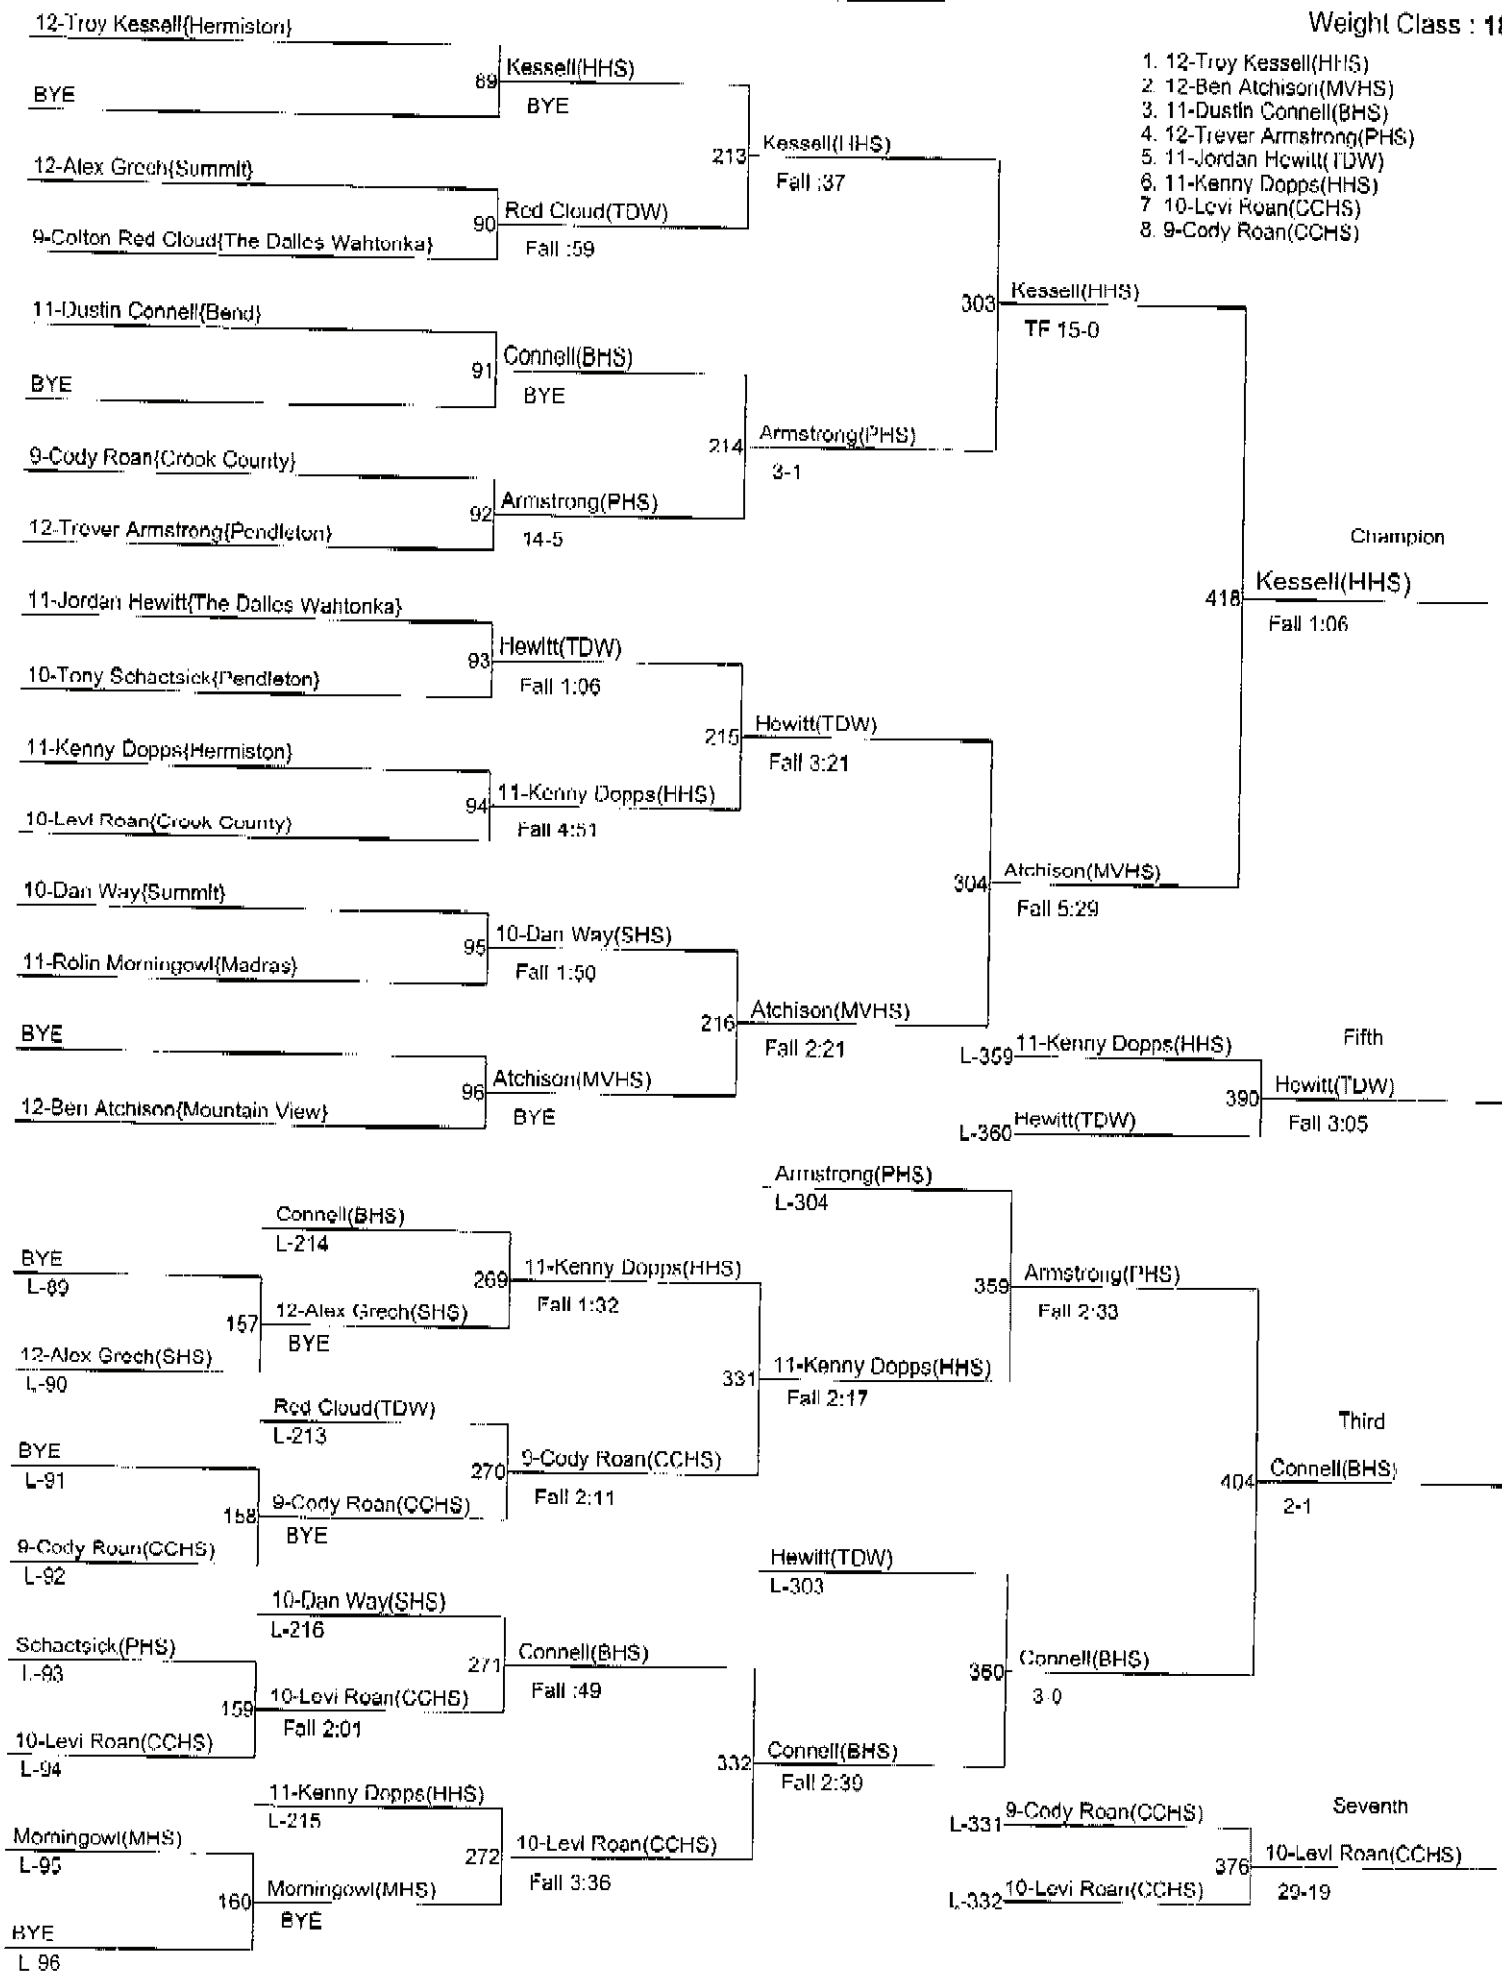 Weight Class : 18
1. 12-Troy Kessell(HHS)
2. 12-Ben Atchison(MVHS)
3. 11-Dustin Connell(BHS)
4. 12-Trever Armstrong(PHS)
5. 11-Jordan Hewitt(TDW)
6. 11-Kenny Dopps(HHS)
7. 10-Levi Roan(CCHS)
8. 9-Cody Roan(CCHS)
12-Troy Kessell{Hermiston}
BYE
89
Kessell(HHS)
BYE
12-Alex Grech{Summit}
9-Colton Red Cloud{The Dalles Wahtonka}
90
Red Cloud(TDW)
Fall :59
213
Kessell(HHS)
Fall :37
11-Dustin Connell{Bend}
BYE
91
Connell(BHS)
BYE
9-Cody Roan{Crook County}
12-Trever Armstrong{Pendleton}
92
Armstrong(PHS)
14-5
214
Armstrong(PHS)
3-1
303
Kessell(HHS)
TF 15-0
11-Jordan Hewitt{The Dalles Wahtonka}
10-Tony Schactsick{Pendleton}
93
Hewitt(TDW)
Fall 1:06
11-Kenny Dopps{Hermiston}
10-Levi Roan{Crook County}
94
11-Kenny Dopps(HHS)
Fall 4:51
215
Hewitt(TDW)
Fall 3:21
10-Dan Way{Summit}
11-Rolin Morningowl{Madras}
95
10-Dan Way(SHS)
Fall 1:50
BYE
12-Ben Atchison{Mountain View}
96
Atchison(MVHS)
BYE
216
Atchison(MVHS)
Fall 2:21
304
Atchison(MVHS)
Fall 5:29
Champion
418
Kessell(HHS)
Fall 1:06
Fifth
L-359
11-Kenny Dopps(HHS)
L-360
Hewitt(TDW)
390
Hewitt(TDW)
Fall 3:05
BYE
L-89
12-Alex Grech(SHS)
L-90
157
12-Alex Grech(SHS)
BYE
Connell(BHS)
L-214
269
11-Kenny Dopps(HHS)
Fall 1:32
BYE
L-91
9-Cody Roan(CCHS)
L-92
158
9-Cody Roan(CCHS)
BYE
Red Cloud(TDW)
L-213
270
9-Cody Roan(CCHS)
Fall 2:11
331
11-Kenny Dopps(HHS)
Fall 2:17
Armstrong(PHS)
L-304
359
Armstrong(PHS)
Fall 2:33
Schactsick(PHS)
L-93
10-Levi Roan(CCHS)
L-94
159
10-Levi Roan(CCHS)
Fall 2:01
10-Dan Way(SHS)
L-216
271
Connell(BHS)
Fall :49
Morningowl(MHS)
L-95
BYE
L-96
160
Morningowl(MHS)
BYE
11-Kenny Dopps(HHS)
L-215
272
10-Levi Roan(CCHS)
Fall 3:36
332
Connell(BHS)
Fall 2:39
Hewitt(TDW)
L-303
360
Connell(BHS)
3-0
Third
404
Connell(BHS)
2-1
Seventh
L-331
9-Cody Roan(CCHS)
L-332
10-Levi Roan(CCHS)
376
10-Levi Roan(CCHS)
29-19